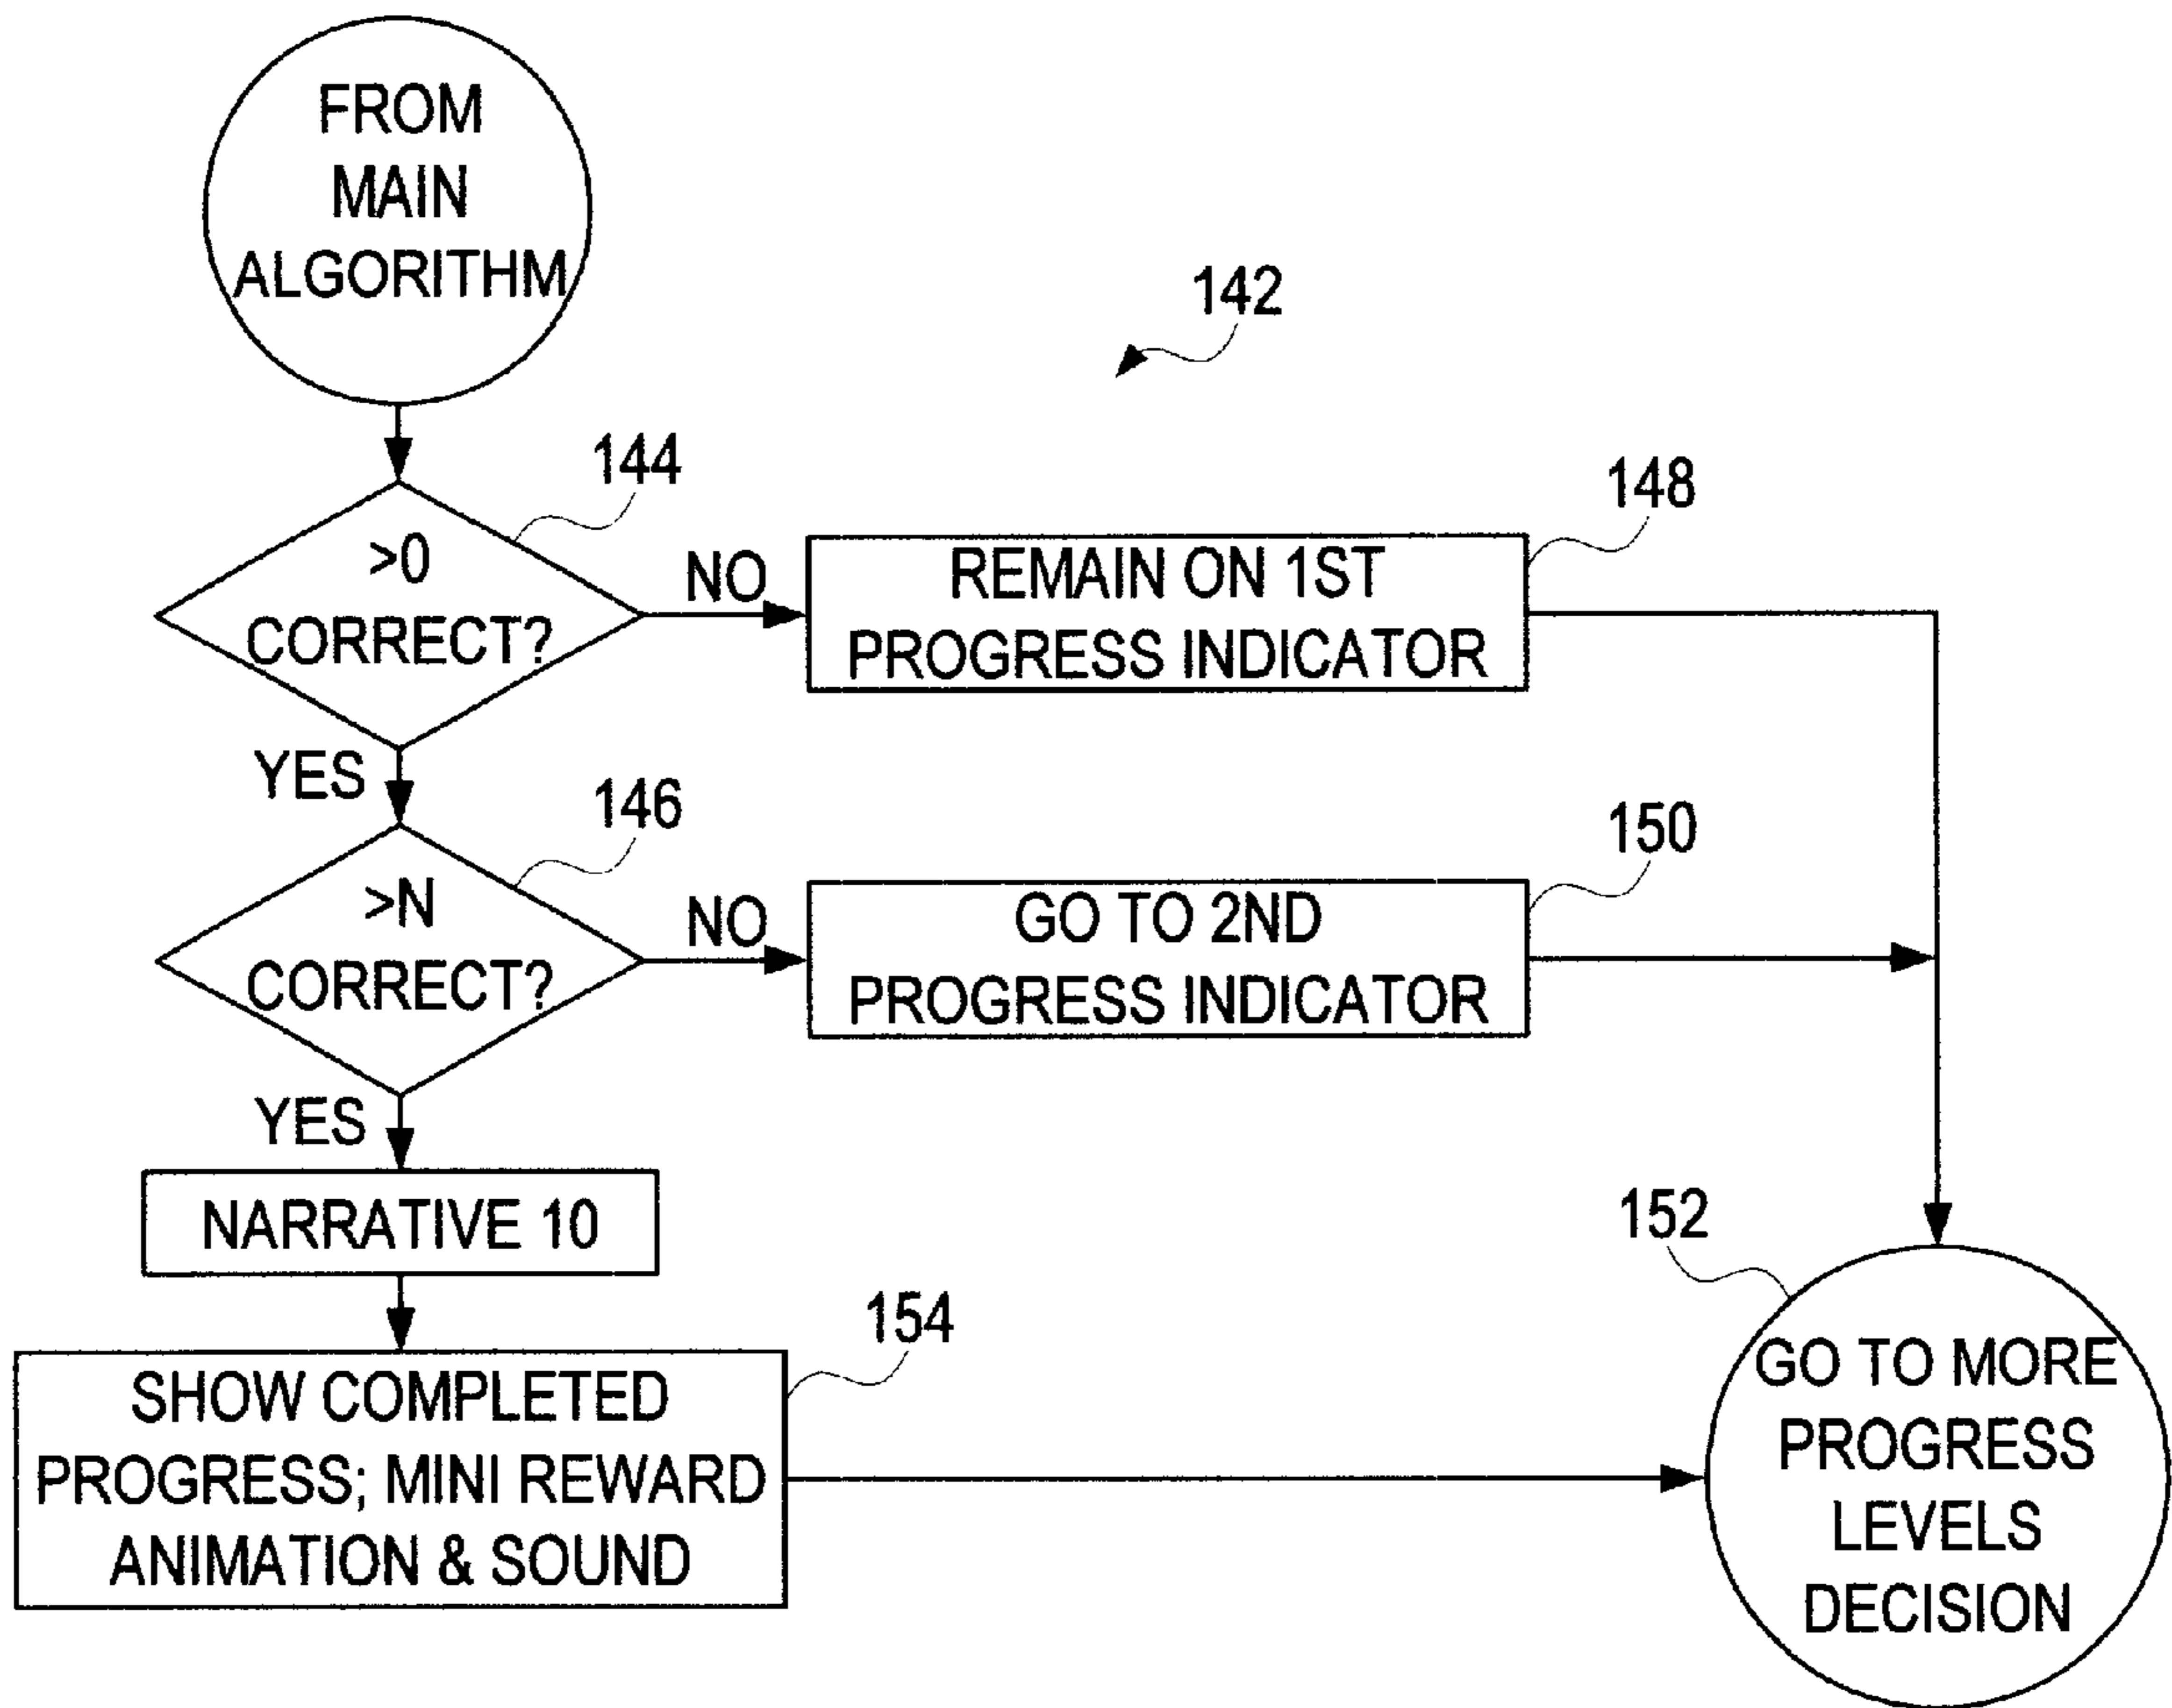 FROM
MAIN
ALGORITHM
142
144
>0
CORRECT?
NO
148
REMAIN ON 1ST
PROGRESS INDICATOR
YES
146
>N
CORRECT?
NO
150
GO TO 2ND
PROGRESS INDICATOR
YES
NARRATIVE 10
154
SHOW COMPLETED
PROGRESS; MINI REWARD
ANIMATION & SOUND
152
GO TO MORE
PROGRESS
LEVELS
DECISION